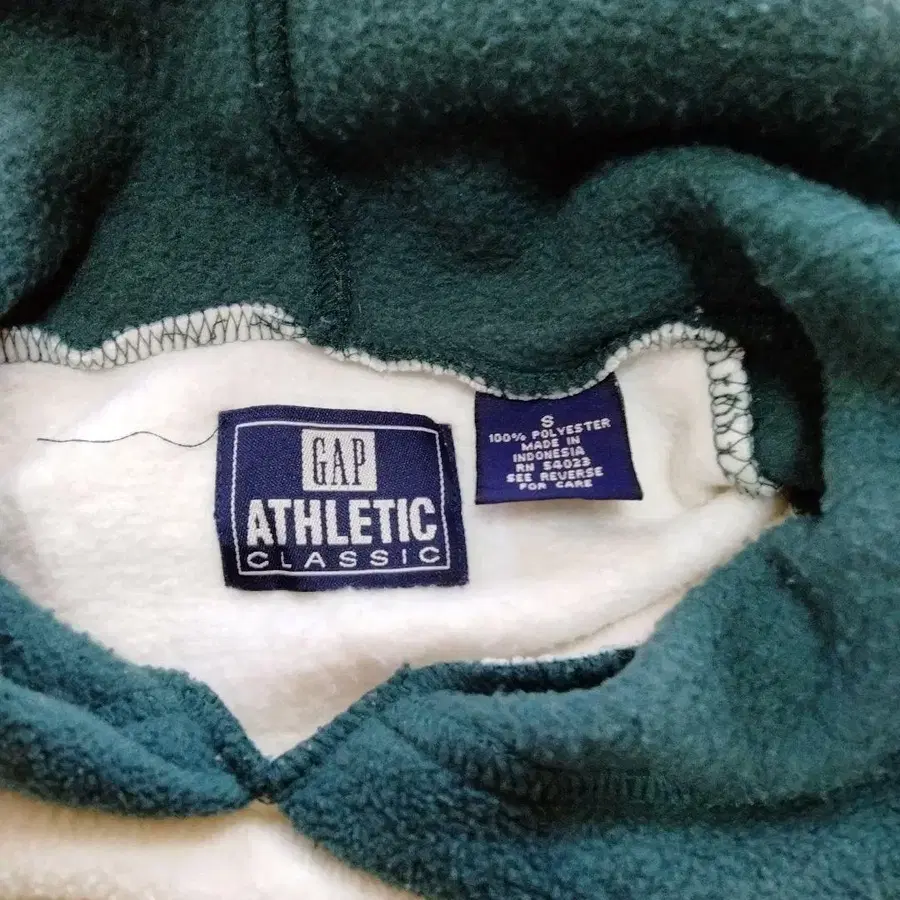 GAP
ATHLETIC
CLASSIC
S
100% POLYESTER
MADE IN
INDONESIA
RN 54023
SEE REVERSE
FOR CARE